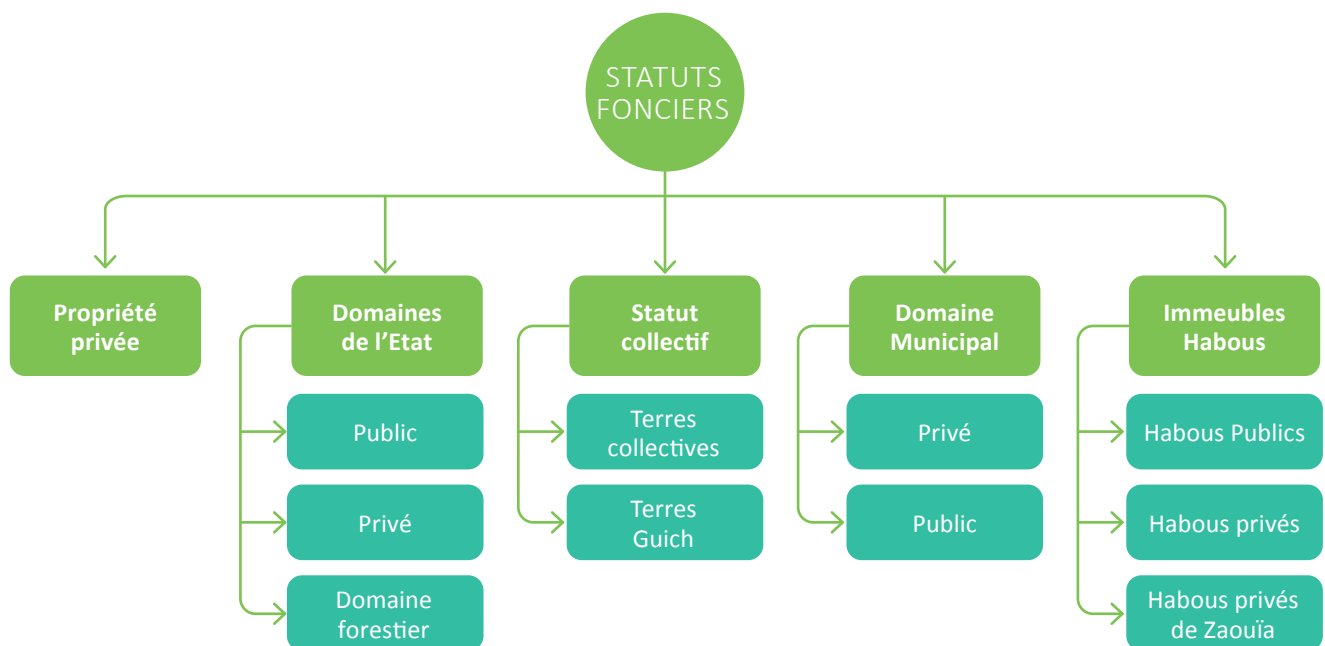 STATUTS
FONCIERS
Propriété
privée
Domaines
de l’Etat
Statut
collectif
Domaine
Municipal
Immeubles
Habous
Public
Terres
collectives
Privé
Habous Publics
Privé
Terres
Guich
Public
Habous privés
Domaine
forestier
Habous privés
de Zaouïa